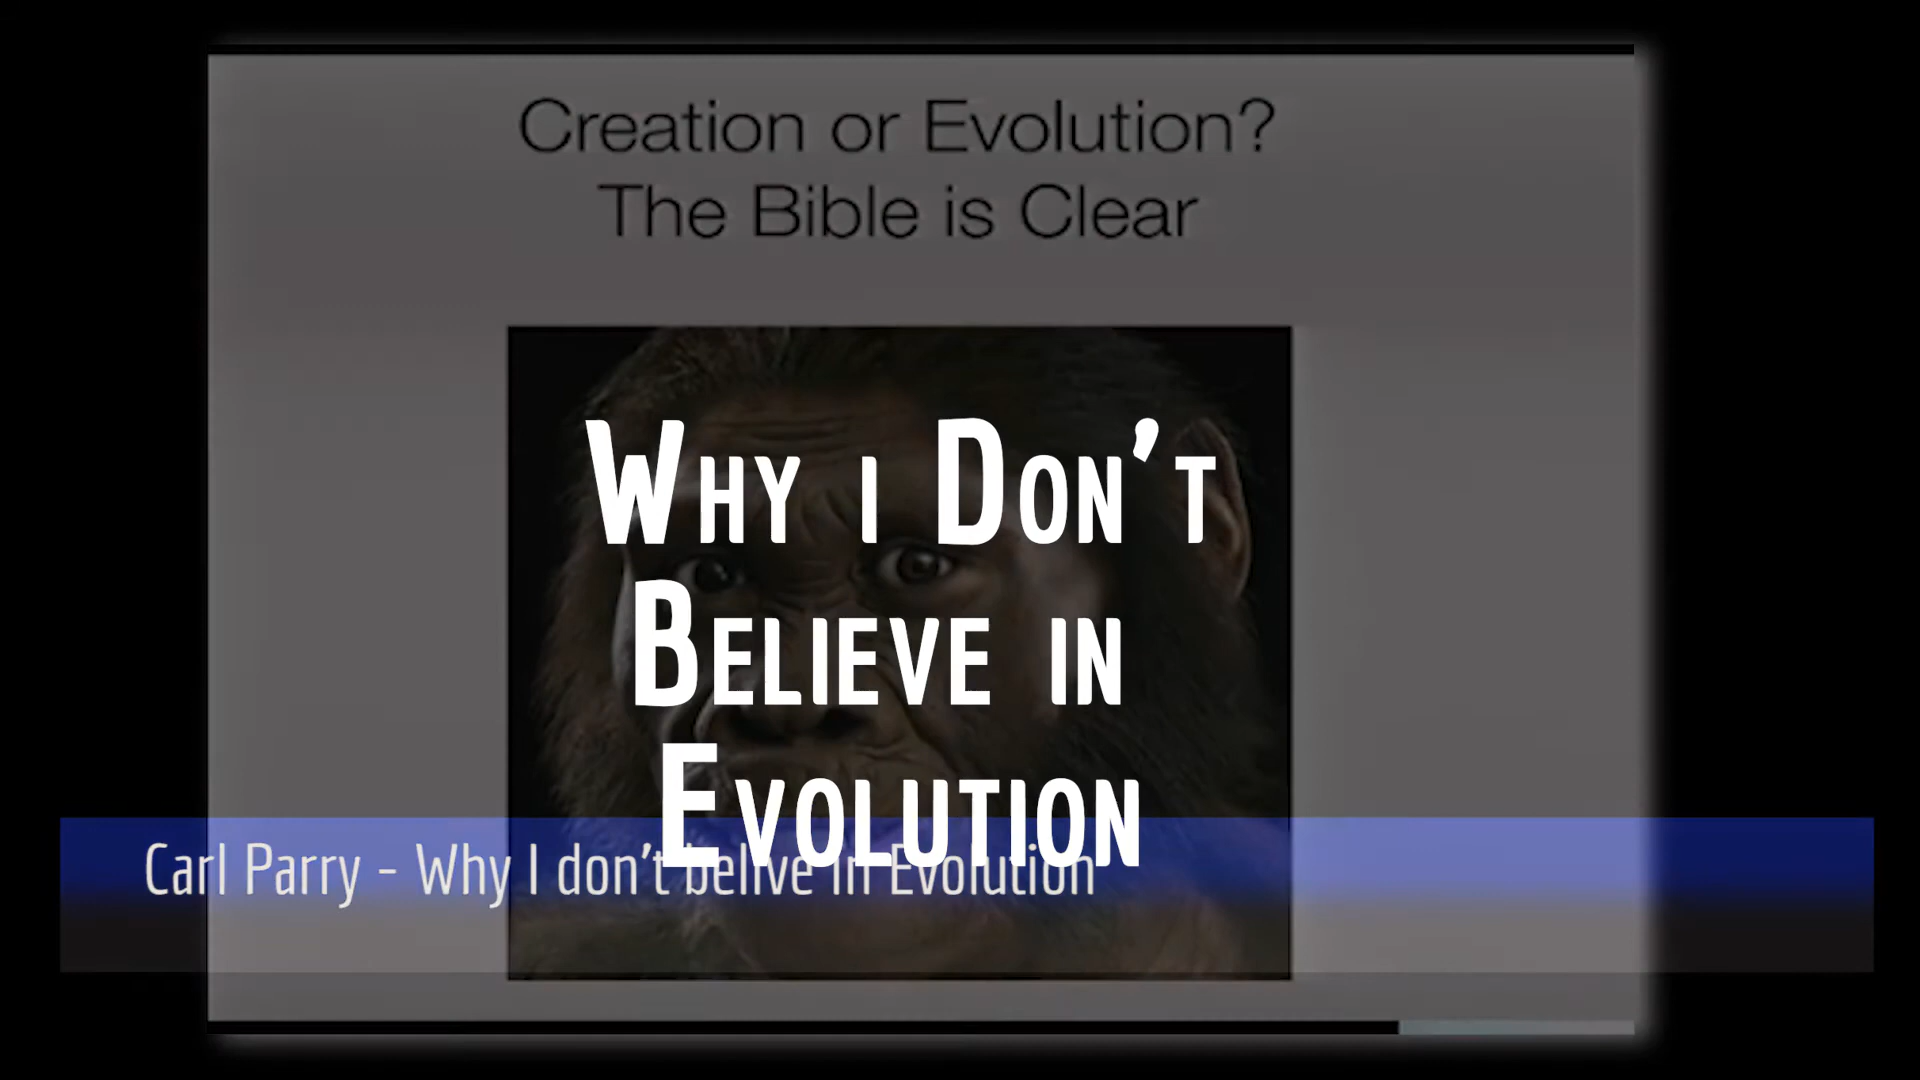 Creation or Evolution?
The Bible is Clear
Why i Don't
Believe in
Evolution
Carl Parry - Why I don't belive in Evolution